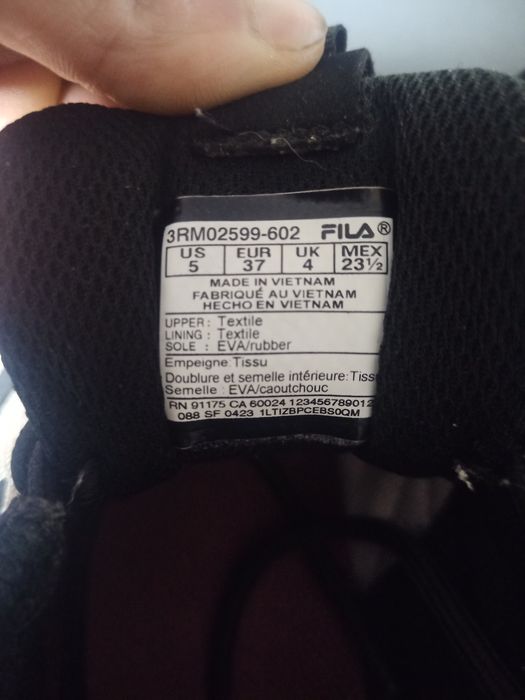 3RM02599-602 FILA®
US EUR UK MEX
5 37 4 23½
MADE IN VIETNAM
FABRIQUÉ AU VIETNAM
HECHO EN VIETNAM
UPPER : Textile
LINING : Textile
SOLE : EVA/rubber
Empeigne: Tissu
Doublure et semelle intérieure: Tiss
Semelle : EVA/caoutchouc
RN 91175 CA 60024 123456789012
088 SF 0423 1LTIZBPCEBS0QM